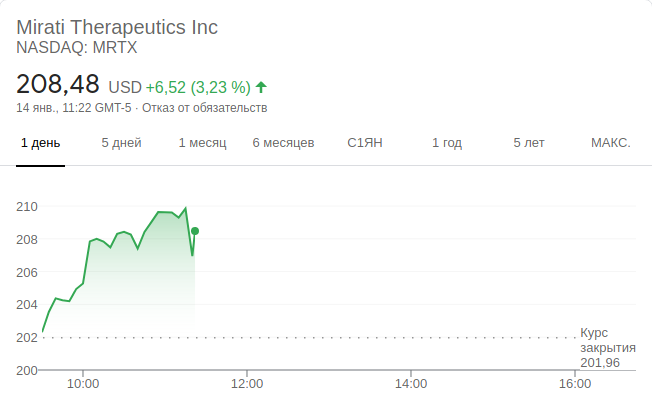 Mirati Therapeutics Inc
NASDAQ: MRTX
208,48 USD +6,52 (3,23 %)
14 янв., 11:22 GMT-5 · Отказ от обязательств
1 день 5 дней 1 месяц 6 месяцев С1ЯН 1 год 5 лет МАКС.
210
208
206
204
202
Курс
закрытия
201,96
200
10:00 12:00 14:00 16:00